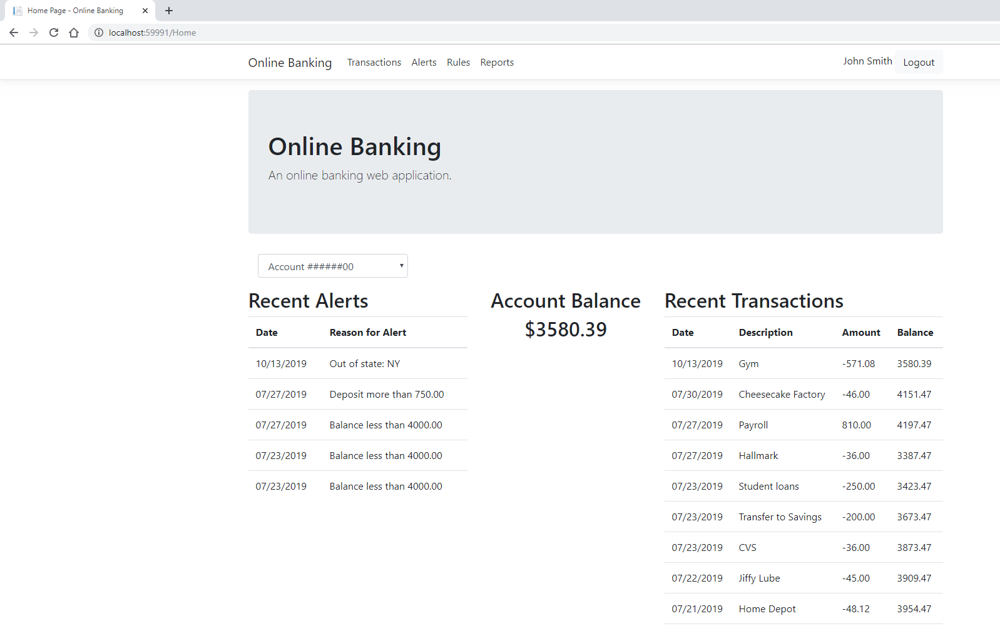 Home Page - Online Banking
localhost:59991/Home
Online Banking Transactions Alerts Rules Reports John Smith Logout
Online Banking
An online banking web application.
Account ######00
Recent Alerts
Date Reason for Alert
10/13/2019 Out of state: NY
07/27/2019 Deposit more than 750.00
07/27/2019 Balance less than 4000.00
07/23/2019 Balance less than 4000.00
07/23/2019 Balance less than 4000.00
Account Balance
$3580.39
Recent Transactions
Date Description Amount Balance
10/13/2019 Gym -571.08 3580.39
07/30/2019 Cheesecake Factory -46.00 4151.47
07/27/2019 Payroll 810.00 4197.47
07/27/2019 Hallmark -36.00 3387.47
07/23/2019 Student loans -250.00 3423.47
07/23/2019 Transfer to Savings -200.00 3673.47
07/23/2019 CVS -36.00 3873.47
07/22/2019 Jiffy Lube -45.00 3909.47
07/21/2019 Home Depot -48.12 3954.47